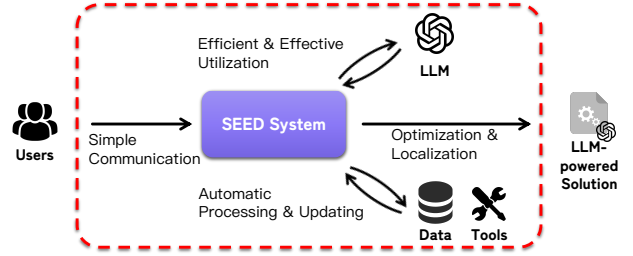 Efficient & Effective
Utilization
LLM
Users
Simple
Communication
SEED System
Optimization &
Localization
LLM-
powered
Solution
Automatic
Processing & Updating
Data
Tools